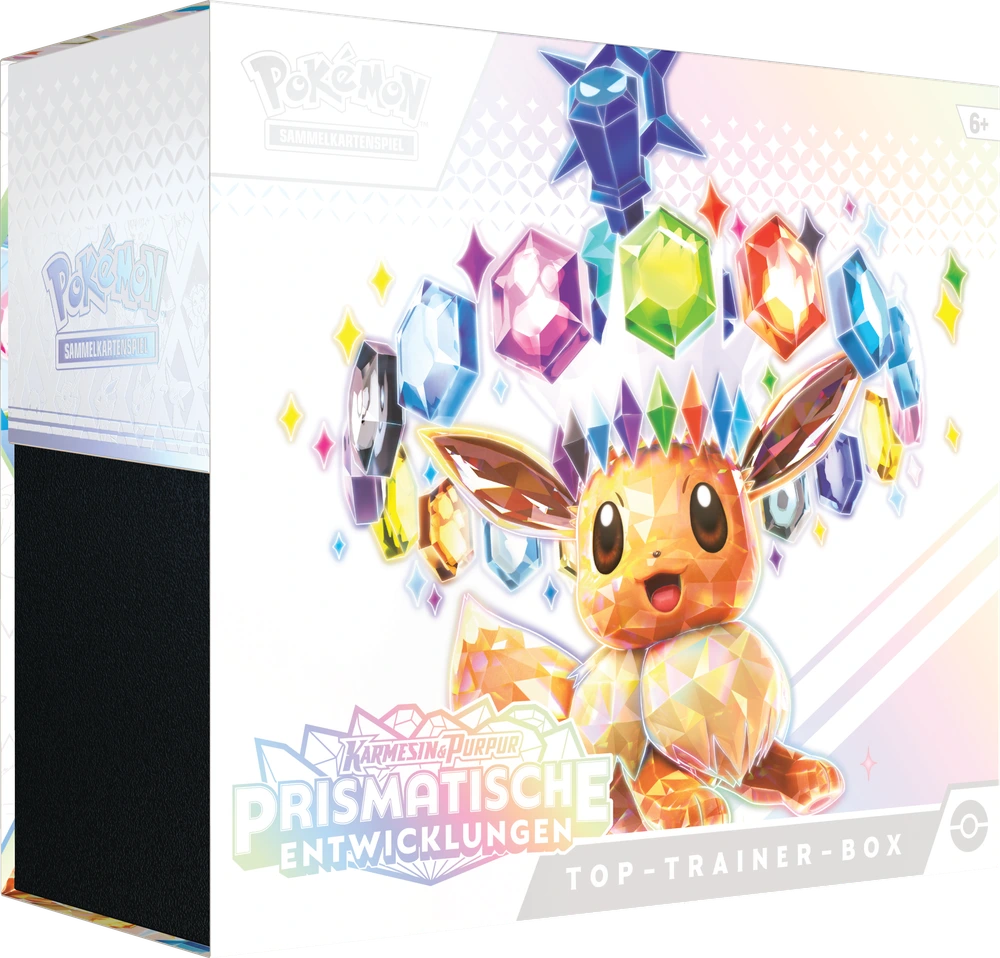 POKÉMON
SAMMELKARTENSPIEL
6+
POKÉMON
SAMMELKARTENSPIEL
KARMESIN & PURPUR
PRISMATISCHE
ENTWICKLUNGEN
TOP-TRAINER-BOX